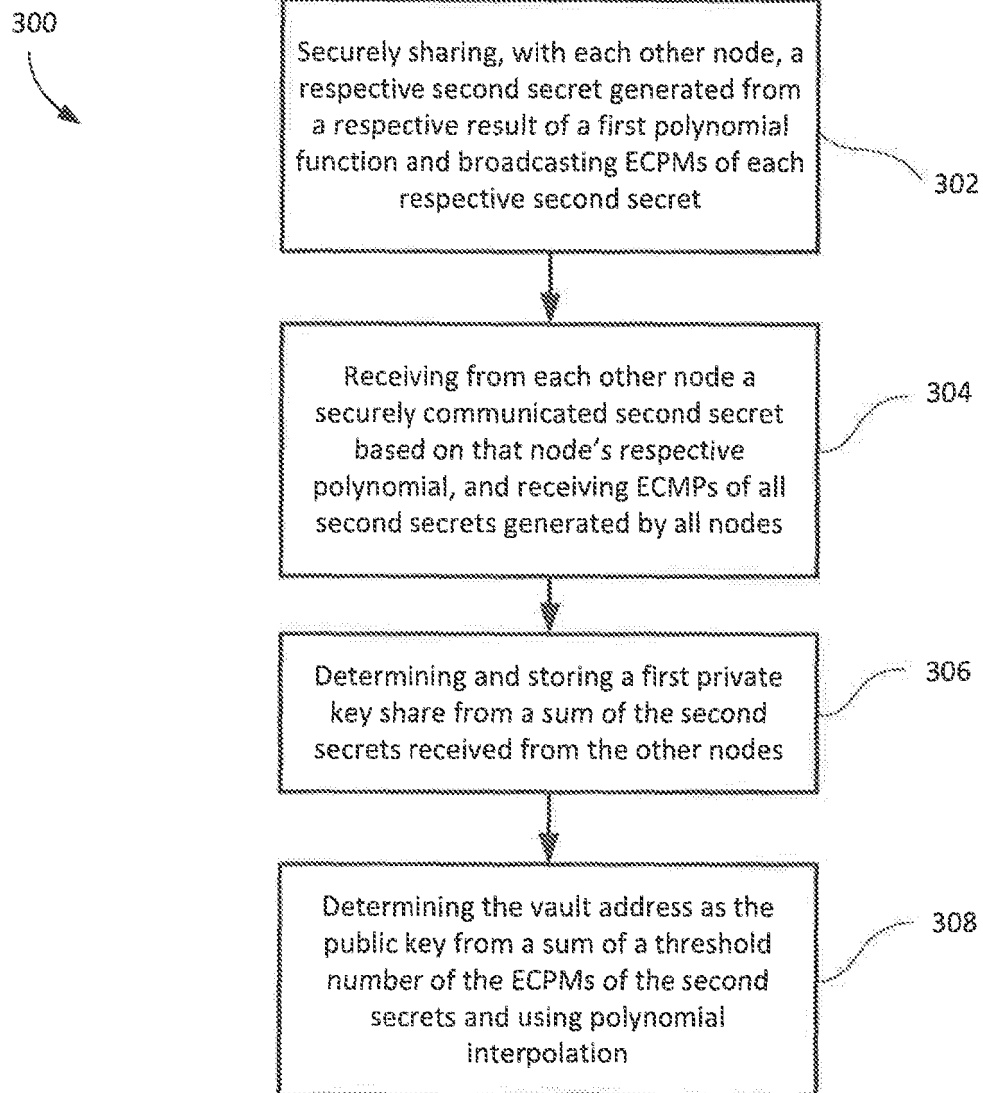 300
Securely sharing, with each other node, a
respective second secret generated from
a respective result of a first polynomial
function and broadcasting ECPMs of each
respective second secret
302
Receiving from each other node a
securely communicated second secret
based on that node's respective
polynomial, and receiving ECMPs of all
second secrets generated by all nodes
304
Determining and storing a first private
key share from a sum of the second
secrets received from the other nodes
306
Determining the vault address as the
public key from a sum of a threshold
number of the ECPMs of the second
secrets and using polynomial
interpolation
308